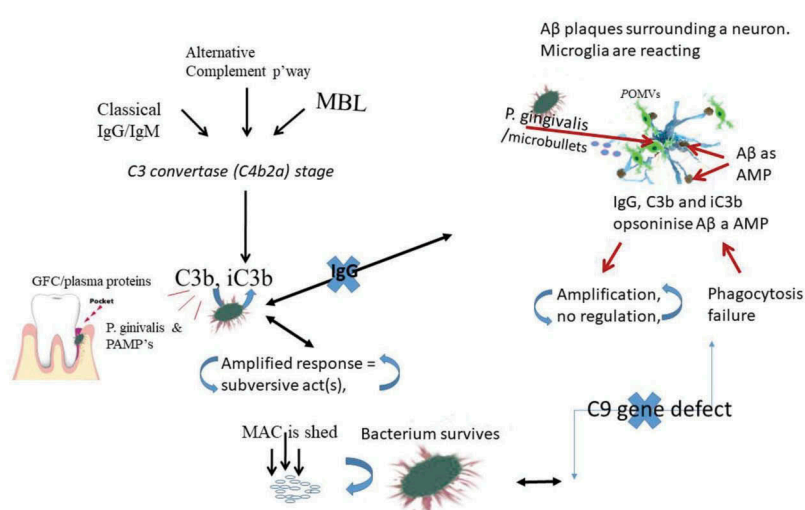 Alternative
Complement p'way
Classical
IgG/IgM
MBL
C3 convertase (C4b2a) stage
C3b, iC3b
IgG
GFC/plasma proteins
Pocket
P. ginivalis &
PAMP's
Amplified response =
subversive act(s),
MAC is shed
Bacterium survives
Aβ plaques surrounding a neuron.
Microglia are reacting
POMVs
P. gingivalis
/microbullets
Aβ as
AMP
IgG, C3b and iC3b
opsoninise Aβ a AMP
Amplification,
no regulation,
Phagocytosis
failure
C9 gene defect